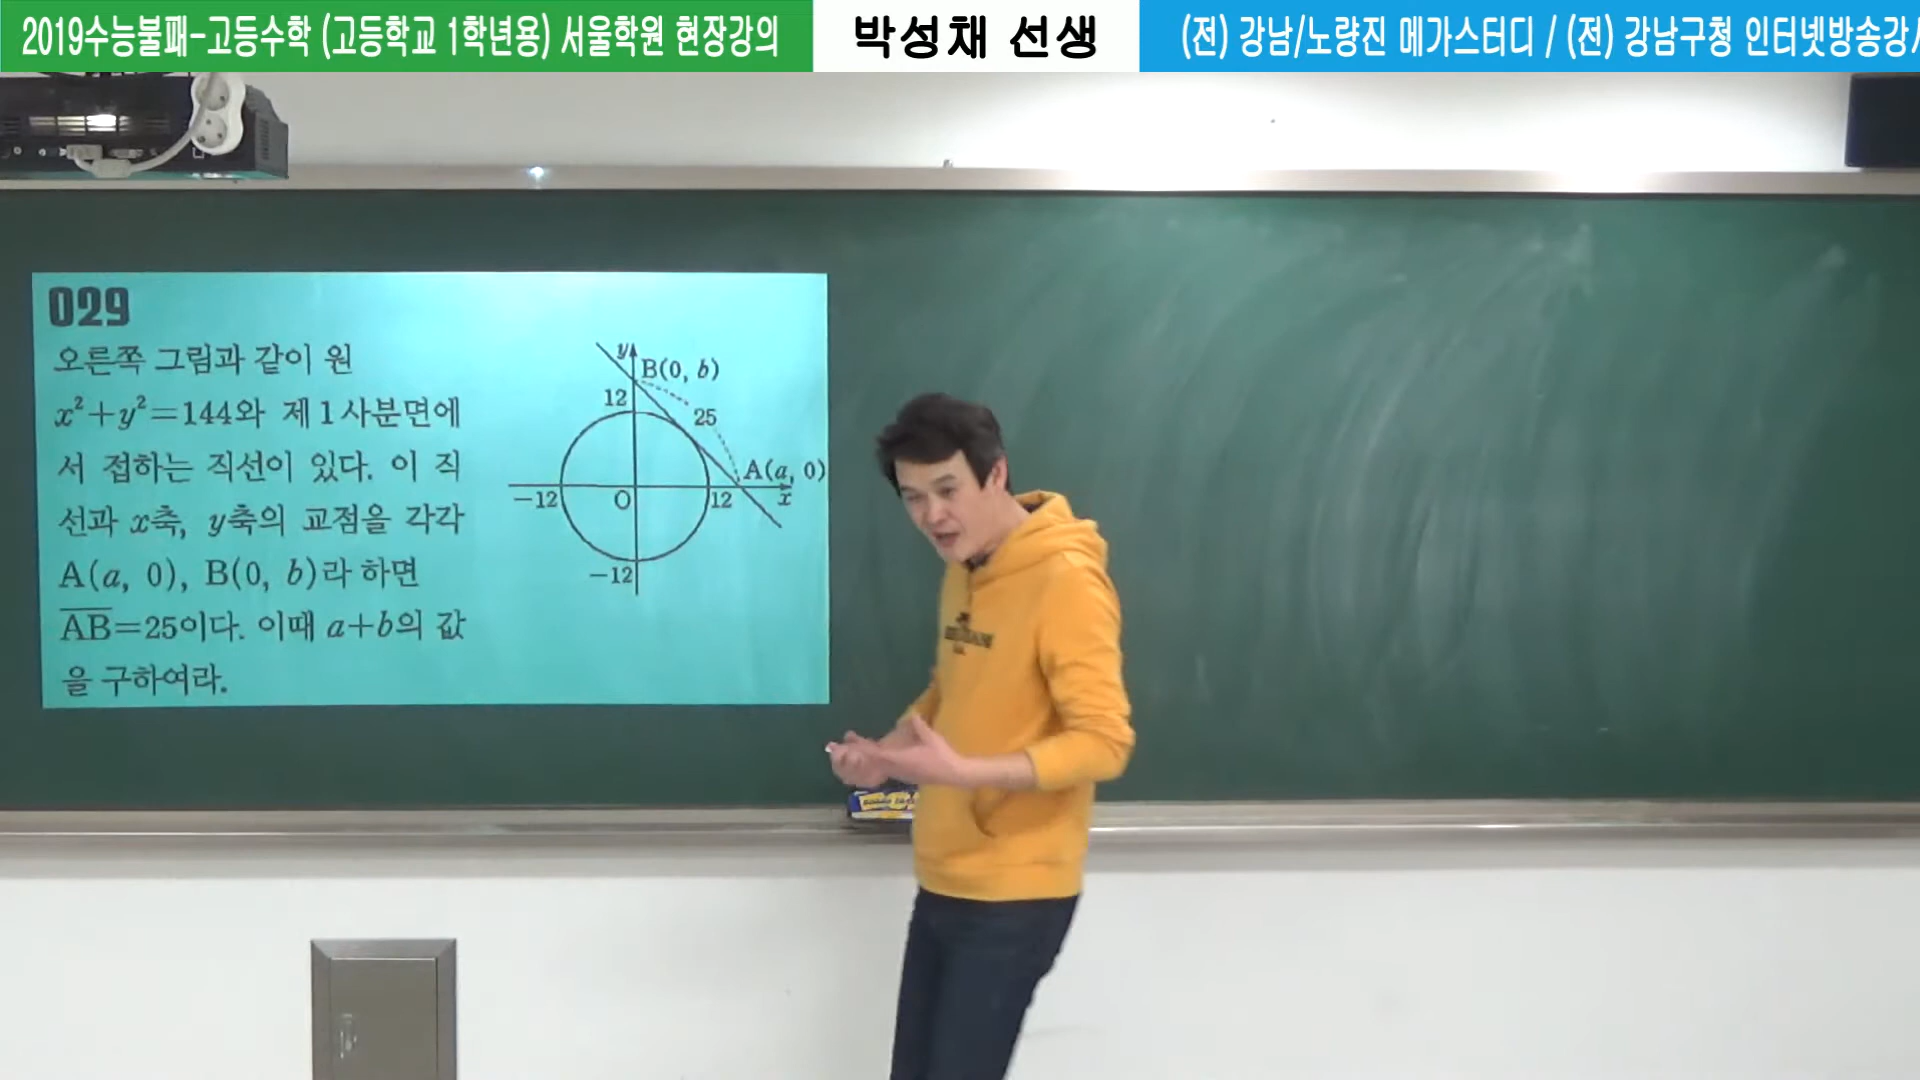 2019수능불패-고등수학 (고등학교 1학년용) 서울학원 현장강의
박성채 선생
(전) 강남/노량진 메가스터디 / (전) 강남구청 인터넷방송강사
029
오른쪽 그림과 같이 원
x²+y²=144와 제1사분면에
서 접하는 직선이 있다. 이 직
선과 x축, y축의 교점을 각각
A(a, 0), B(0, b)라 하면
A̅B̅=25이다. 이때 a+b의 값
을 구하여라.
y
B(0, b)
12
25
A(a, 0)
-12
O
12
x
-12